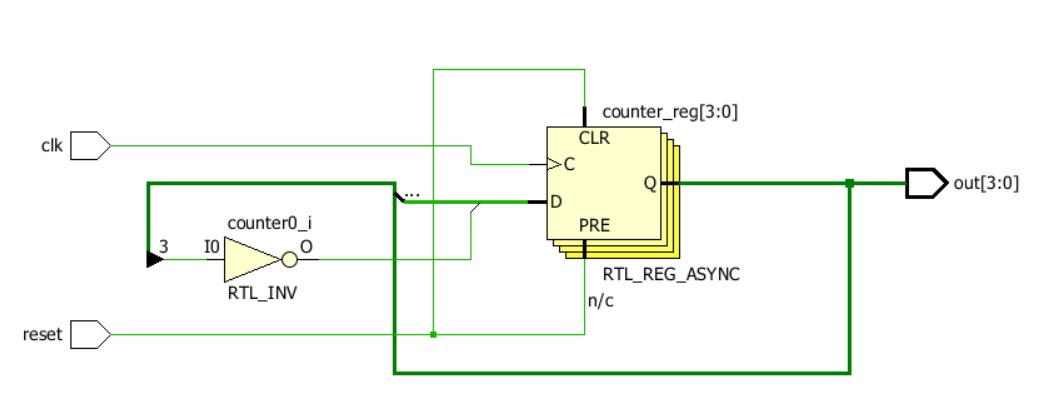 counter_reg[3:0]
CLR
clk
C
...
Q
out[3:0]
D
counter0_i
PRE
3
I0
O
RTL_REG_ASYNC
RTL_INV
n/c
reset